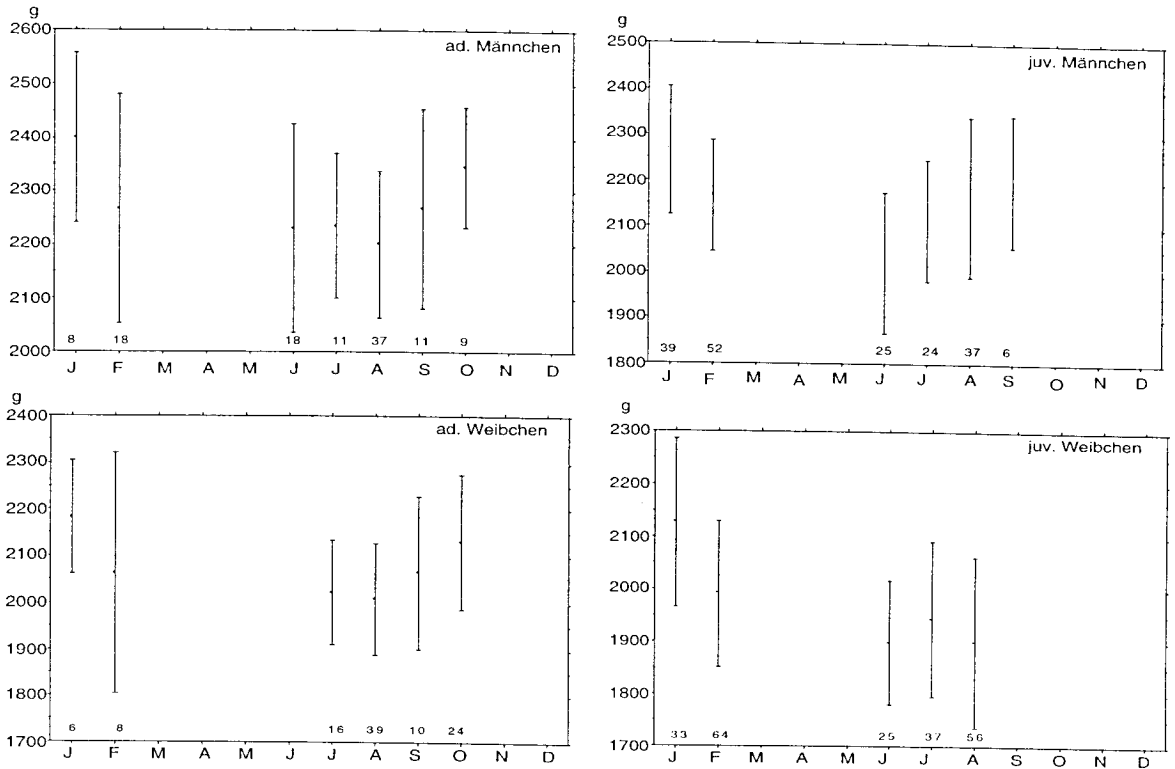 g
ad. Männchen
2600
2500
2400
2300
2200
2100
2000
8 18 18 11 37 11 9
J F M A M J J A S O N D
juv. Männchen
2500
2400
2300
2200
2100
2000
1900
1800
39 52 25 24 37 6
J F M A M J J A S O N D
g
ad. Weibchen
2400
2300
2200
2100
2000
1900
1800
1700
6 8 16 39 10 24
J F M A M J J A S O N D
g
juv. Weibchen
2300
2200
2100
2000
1900
1800
1700
33 64 25 37 56
J F M A M J J A S O N D